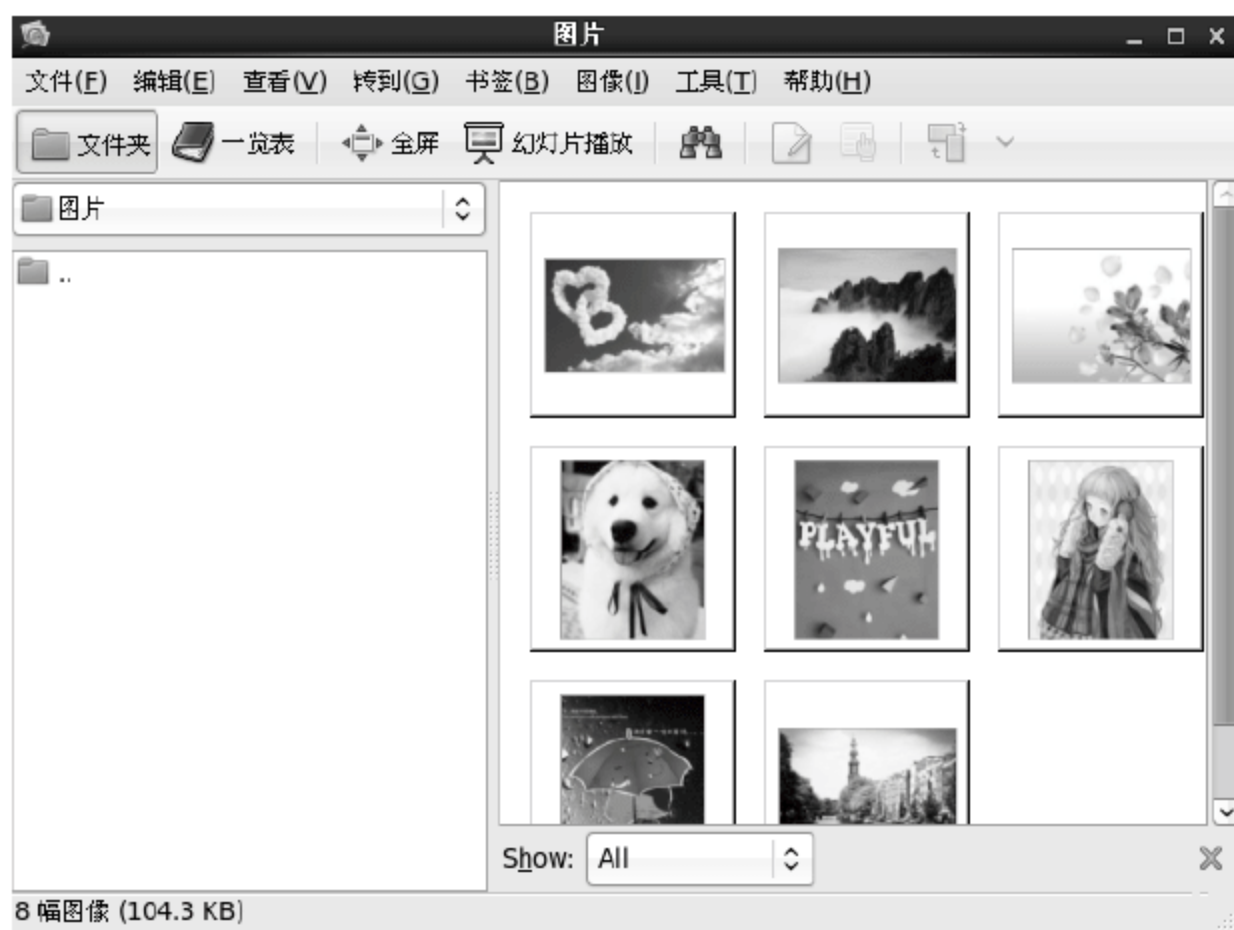 图片
文件(F) 编辑(E) 查看(V) 转到(G) 书签(B) 图像(I) 工具(T) 帮助(H)
文件夹 一览表 全屏 幻灯片播放
图片
..
PLAYFUL
Show: All
8 幅图像 (104.3 KB)